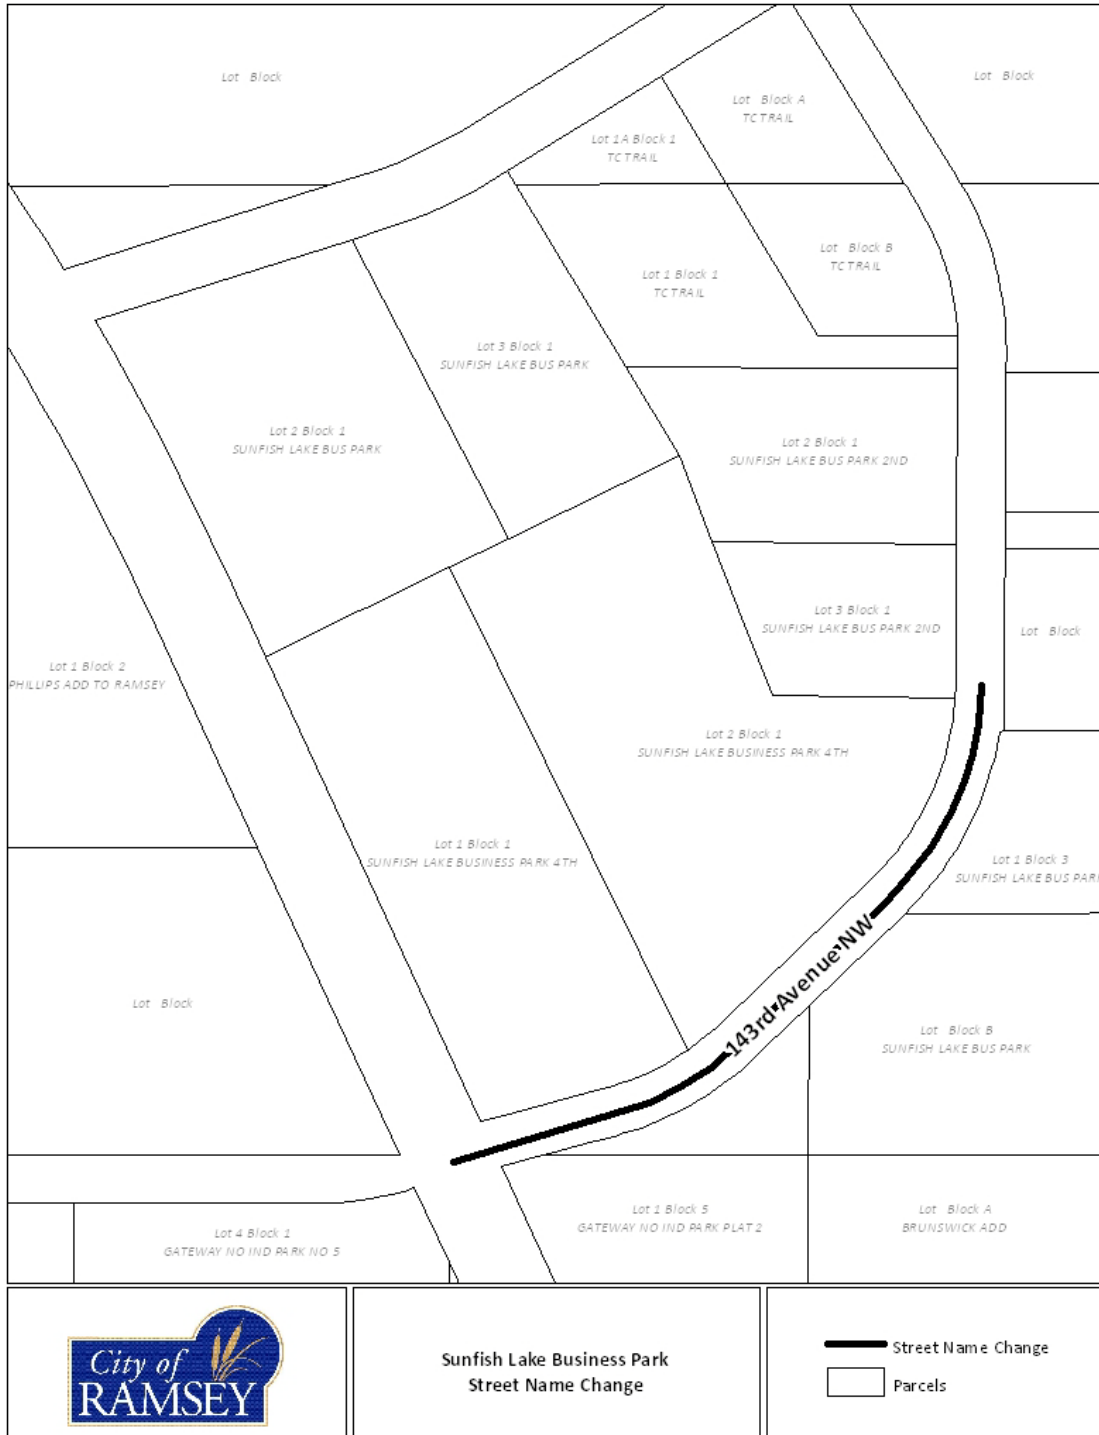 Lot Block
Lot Block
Lot Block A
TC TRAIL
Lot 1A Block 1
TC TRAIL
Lot Block B
TC TRAIL
Lot 1 Block 1
TC TRAIL
Lot 3 Block 1
SUNFISH LAKE BUS PARK
Lot 2 Block 1
SUNFISH LAKE BUS PARK
Lot 2 Block 1
SUNFISH LAKE BUS PARK 2ND
Lot 3 Block 1
SUNFISH LAKE BUS PARK 2ND
Lot Block
Lot 1 Block 2
PHILLIPS ADD TO RAMSEY
Lot 2 Block 1
SUNFISH LAKE BUSINESS PARK 4TH
Lot 1 Block 1
SUNFISH LAKE BUSINESS PARK 4TH
Lot 1 Block 3
SUNFISH LAKE BUS PARK
143rd Avenue NW
Lot Block
Lot Block B
SUNFISH LAKE BUS PARK
Lot 1 Block 5
GATEWAY NO IND PARK PLAT 2
Lot Block A
BRUNSWICK ADD
Lot 4 Block 1
GATEWAY NO IND PARK NO 5
City of
RAMSEY
Sunfish Lake Business Park
Street Name Change
Street Name Change
Parcels